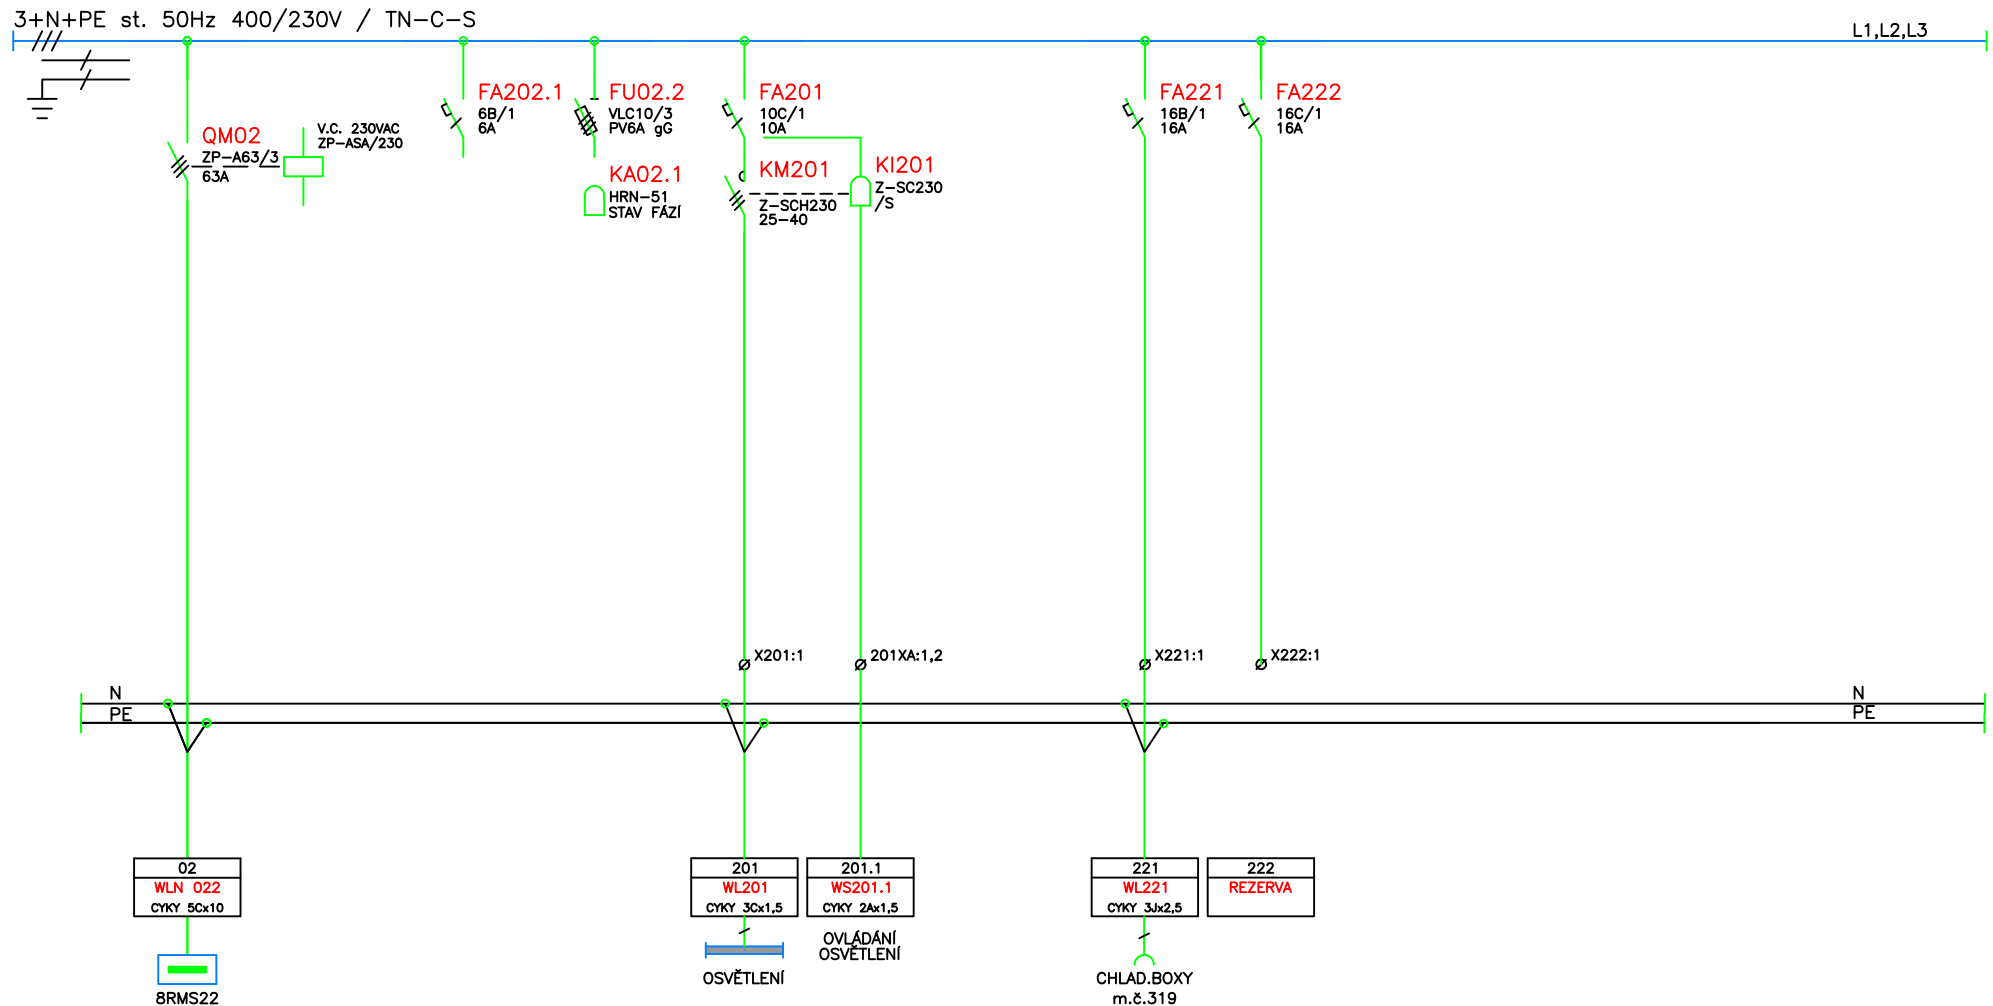 3+N+PE st. 50Hz 400/230V / TN-C-S
L1,L2,L3
QM02
ZP-A63/3
63A
V.C. 230VAC
ZP-ASA/230
FA202.1
6B/1
6A
FU02.2
VLC10/3
PV6A gG
KA02.1
HRN-51
STAV FÁZÍ
FA201
10C/1
10A
KM201
Z-SCH230
25-40
KI201
Z-SC230
/S
FA221
16B/1
16A
FA222
16C/1
16A
X201:1
201XA:1,2
X221:1
X222:1
N
PE
N
PE
02
WLN 022
CYKY 5Cx10
8RMS22
201
WL201
CYKY 3Cx1,5
OSVĚTLENÍ
201.1
WS201.1
CYKY 2Ax1,5
OVLÁDÁNÍ
OSVĚTLENÍ
221
WL221
CYKY 3Jx2,5
CHLAD.BOXY
m.č.319
222
REZERVA